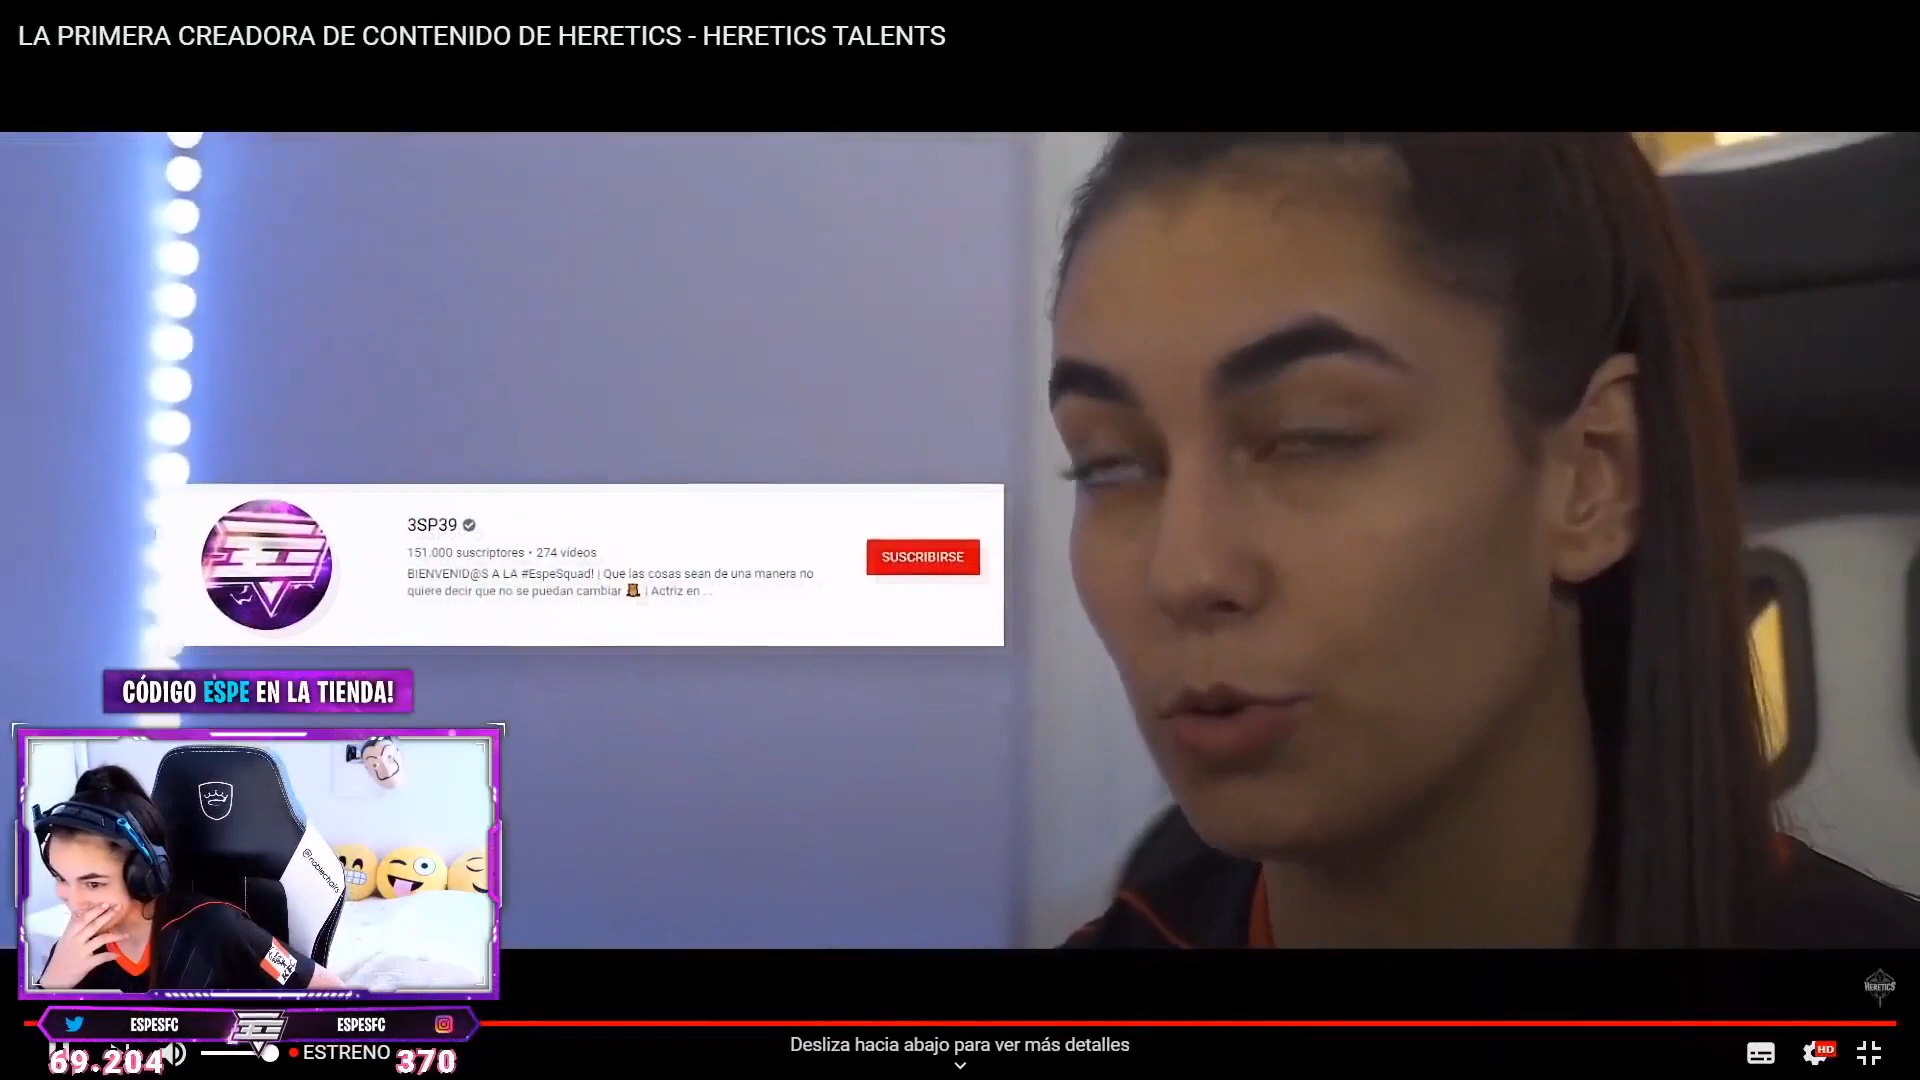 LA PRIMERA CREADORA DE CONTENIDO DE HERETICS - HERETICS TALENTS
3SP39
151.000 suscriptores • 274 vídeos
BIENVENID@S A LA #EspeSquad! | Que las cosas sean de una manera no
quiere decir que no se puedan cambiar | Actriz en ...
SUSCRIBIRSE
CÓDIGO ESPE EN LA TIENDA!
@noblechairs
HERETICS
ESPESFC
ESPESFC
69.204
ESTRENO
370
Desliza hacia abajo para ver más detalles
HD